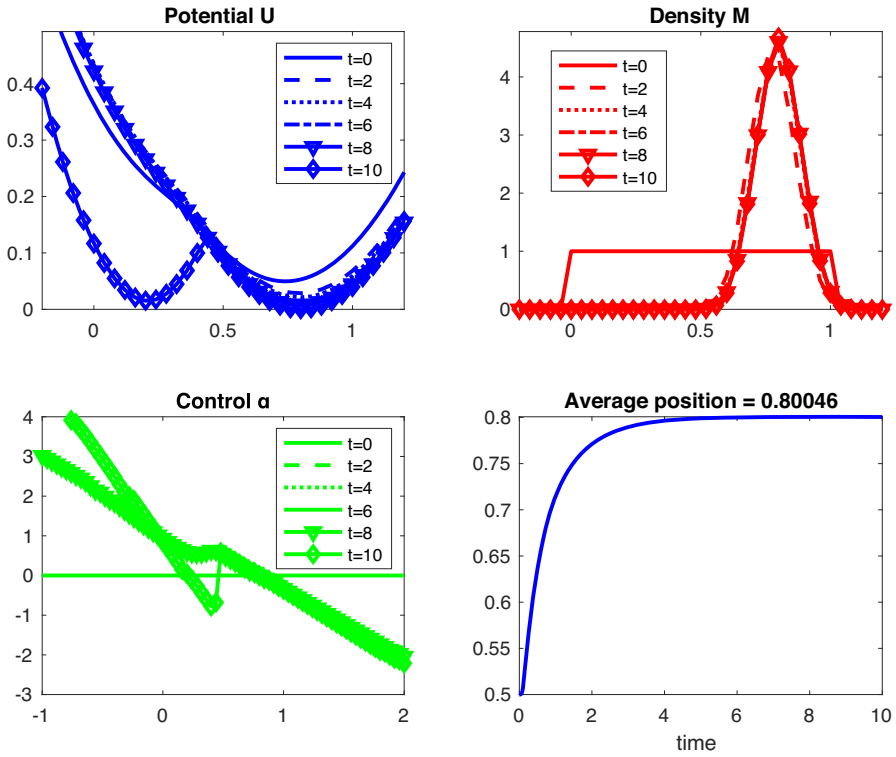 Potential U
0.4
0.3
0.2
0.1
0
0
0.5
1
t=0
t=2
t=4
t=6
t=8
t=10
Density M
4
3
2
1
0
0
0.5
1
t=0
t=2
t=4
t=6
t=8
t=10
Control α
4
3
2
1
0
-1
-2
-3
-1
0
1
2
t=0
t=2
t=4
t=6
t=8
t=10
Average position = 0.80046
0.8
0.75
0.7
0.65
0.6
0.55
0.5
0
2
4
6
8
10
time